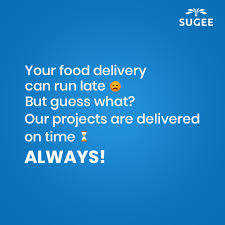 SUGEE
Your food delivery
can run late 😣
But guess what?
Our projects are delivered
on time ⏳
ALWAYS!